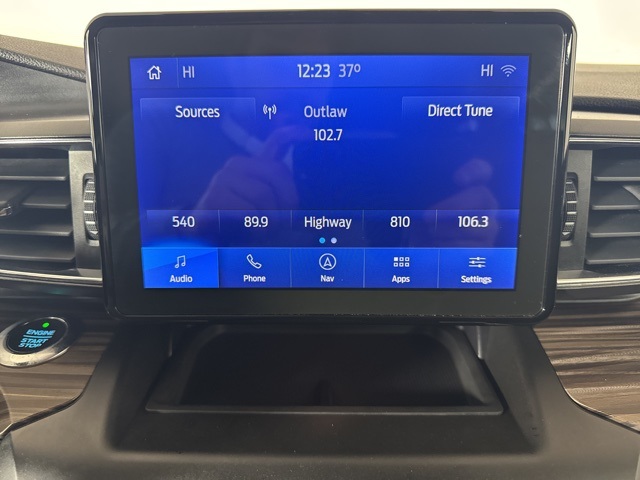 HI 12:23 37° HI
Sources Outlaw Direct Tune
102.7
540 89.9 Highway 810 106.3
Audio Phone Nav Apps Settings
ENGINE
START
STOP